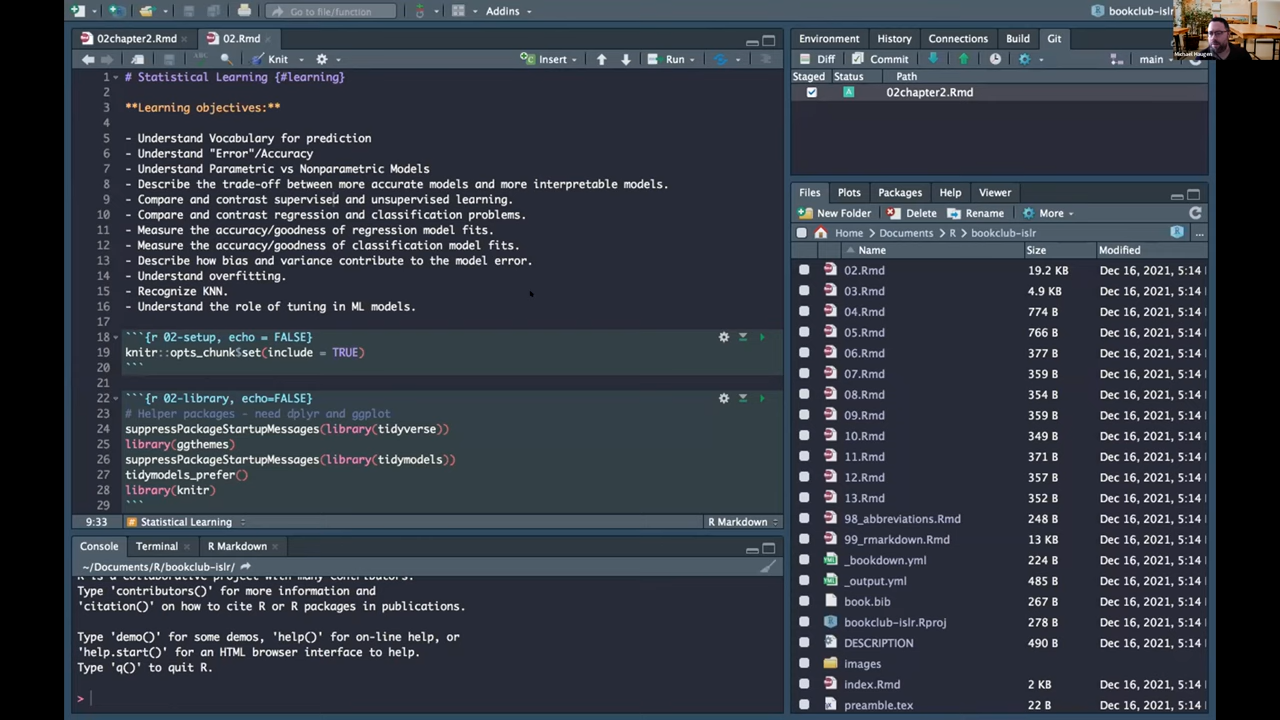 Go to file/function
Addins
bookclub-islr
02chapter2.Rmd
02.Rmd
Knit
Insert
Run
1 # Statistical Learning {#learning}
2
3 **Learning objectives:**
4
5 - Understand Vocabulary for prediction
6 - Understand "Error"/Accuracy
7 - Understand Parametric vs Nonparametric Models
8 - Describe the trade-off between more accurate models and more interpretable models.
9 - Compare and contrast supervised and unsupervised learning.
10 - Compare and contrast regression and classification problems.
11 - Measure the accuracy/goodness of regression model fits.
12 - Measure the accuracy/goodness of classification model fits.
13 - Describe how bias and variance contribute to the model error.
14 - Understand overfitting.
15 - Recognize KNN.
16 - Understand the role of tuning in ML models.
17
18 ```{r 02-setup, echo = FALSE}
19 knitr::opts_chunk$set(include = TRUE)
20 ```
21
22 ```{r 02-library, echo=FALSE}
23 # Helper packages - need dplyr and ggplot
24 suppressPackageStartupMessages(library(tidyverse))
25 library(ggthemes)
26 suppressPackageStartupMessages(library(tidymodels))
27 tidymodels_prefer()
28 library(knitr)
29 ```
9:33 # Statistical Learning R Markdown
Console Terminal R Markdown
~/Documents/R/bookclub-islr/
R is a collaborative project with many contributors.
Type 'contributors()' for more information and
'citation()' on how to cite R or R packages in publications.
Type 'demo()' for some demos, 'help()' for on-line help, or
'help.start()' for an HTML browser interface to help.
Type 'q()' to quit R.
>
Michael Haugen
Environment History Connections Build Git
Diff Commit main
Staged Status Path
A 02chapter2.Rmd
Files Plots Packages Help Viewer
New Folder Delete Rename More
Home Documents R bookclub-islr ...
Name Size Modified
02.Rmd 19.2 KB Dec 16, 2021, 5:14
03.Rmd 4.9 KB Dec 16, 2021, 5:14
04.Rmd 774 B Dec 16, 2021, 5:14
05.Rmd 766 B Dec 16, 2021, 5:14
06.Rmd 377 B Dec 16, 2021, 5:14
07.Rmd 359 B Dec 16, 2021, 5:14
08.Rmd 354 B Dec 16, 2021, 5:14
09.Rmd 354 B Dec 16, 2021, 5:14
10.Rmd 349 B Dec 16, 2021, 5:14
11.Rmd 371 B Dec 16, 2021, 5:14
12.Rmd 357 B Dec 16, 2021, 5:14
13.Rmd 352 B Dec 16, 2021, 5:14
98_abbreviations.Rmd 248 B Dec 16, 2021, 5:14
99_rmarkdown.Rmd 13 KB Dec 16, 2021, 5:14
_bookdown.yml 224 B Dec 16, 2021, 5:14
_output.yml 485 B Dec 16, 2021, 5:14
book.bib 267 B Dec 16, 2021, 5:14
bookclub-islr.Rproj 278 B Dec 16, 2021, 5:14
DESCRIPTION 490 B Dec 16, 2021, 5:14
images
index.Rmd 2 KB Dec 16, 2021, 5:14
preamble.tex 22 B Dec 16, 2021, 5:14